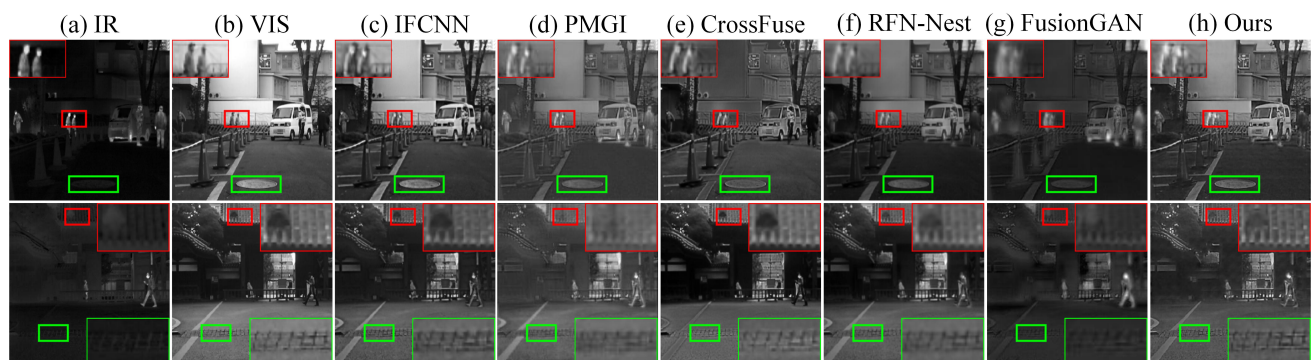 (a) IR (b) VIS (c) IFCNN (d) PMGI (e) CrossFuse (f) RFN-Nest (g) FusionGAN (h) Ours